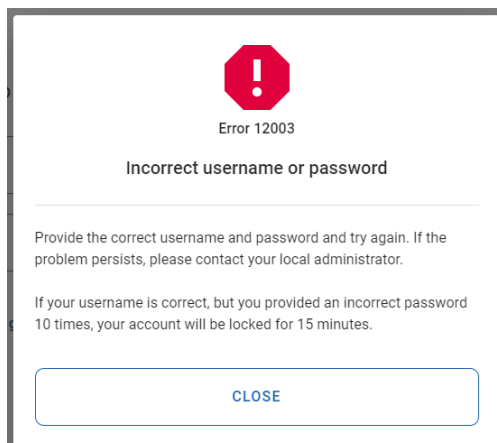 Error 12003
Incorrect username or password
Provide the correct username and password and try again. If the
problem persists, please contact your local administrator.
If your username is correct, but you provided an incorrect password
10 times, your account will be locked for 15 minutes.
CLOSE